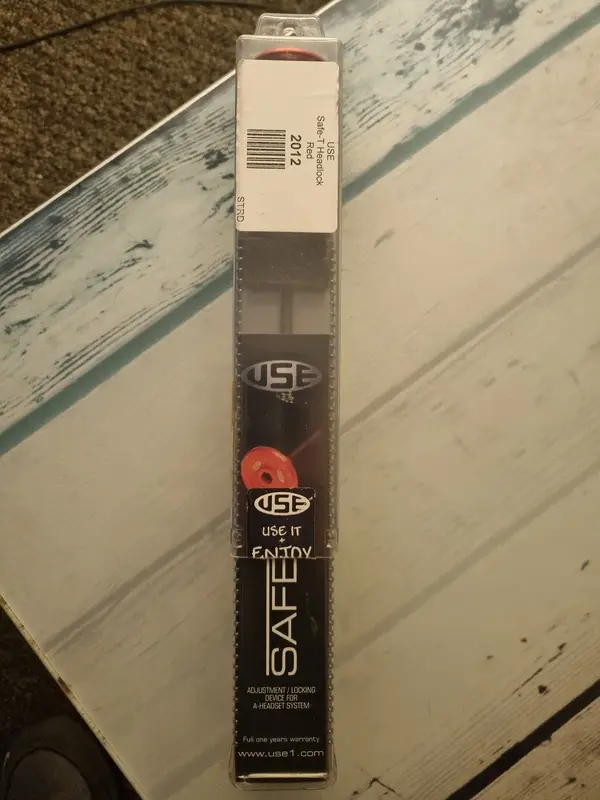 USE
Safe-T Headlock
Red
2012
STRD
USE
USE
USE IT
+
ENJOY
SAFE
ADJUSTMENT / LOCKING
DEVICE FOR
A-HEADSET SYSTEM
Full one years warranty
www.use1.com